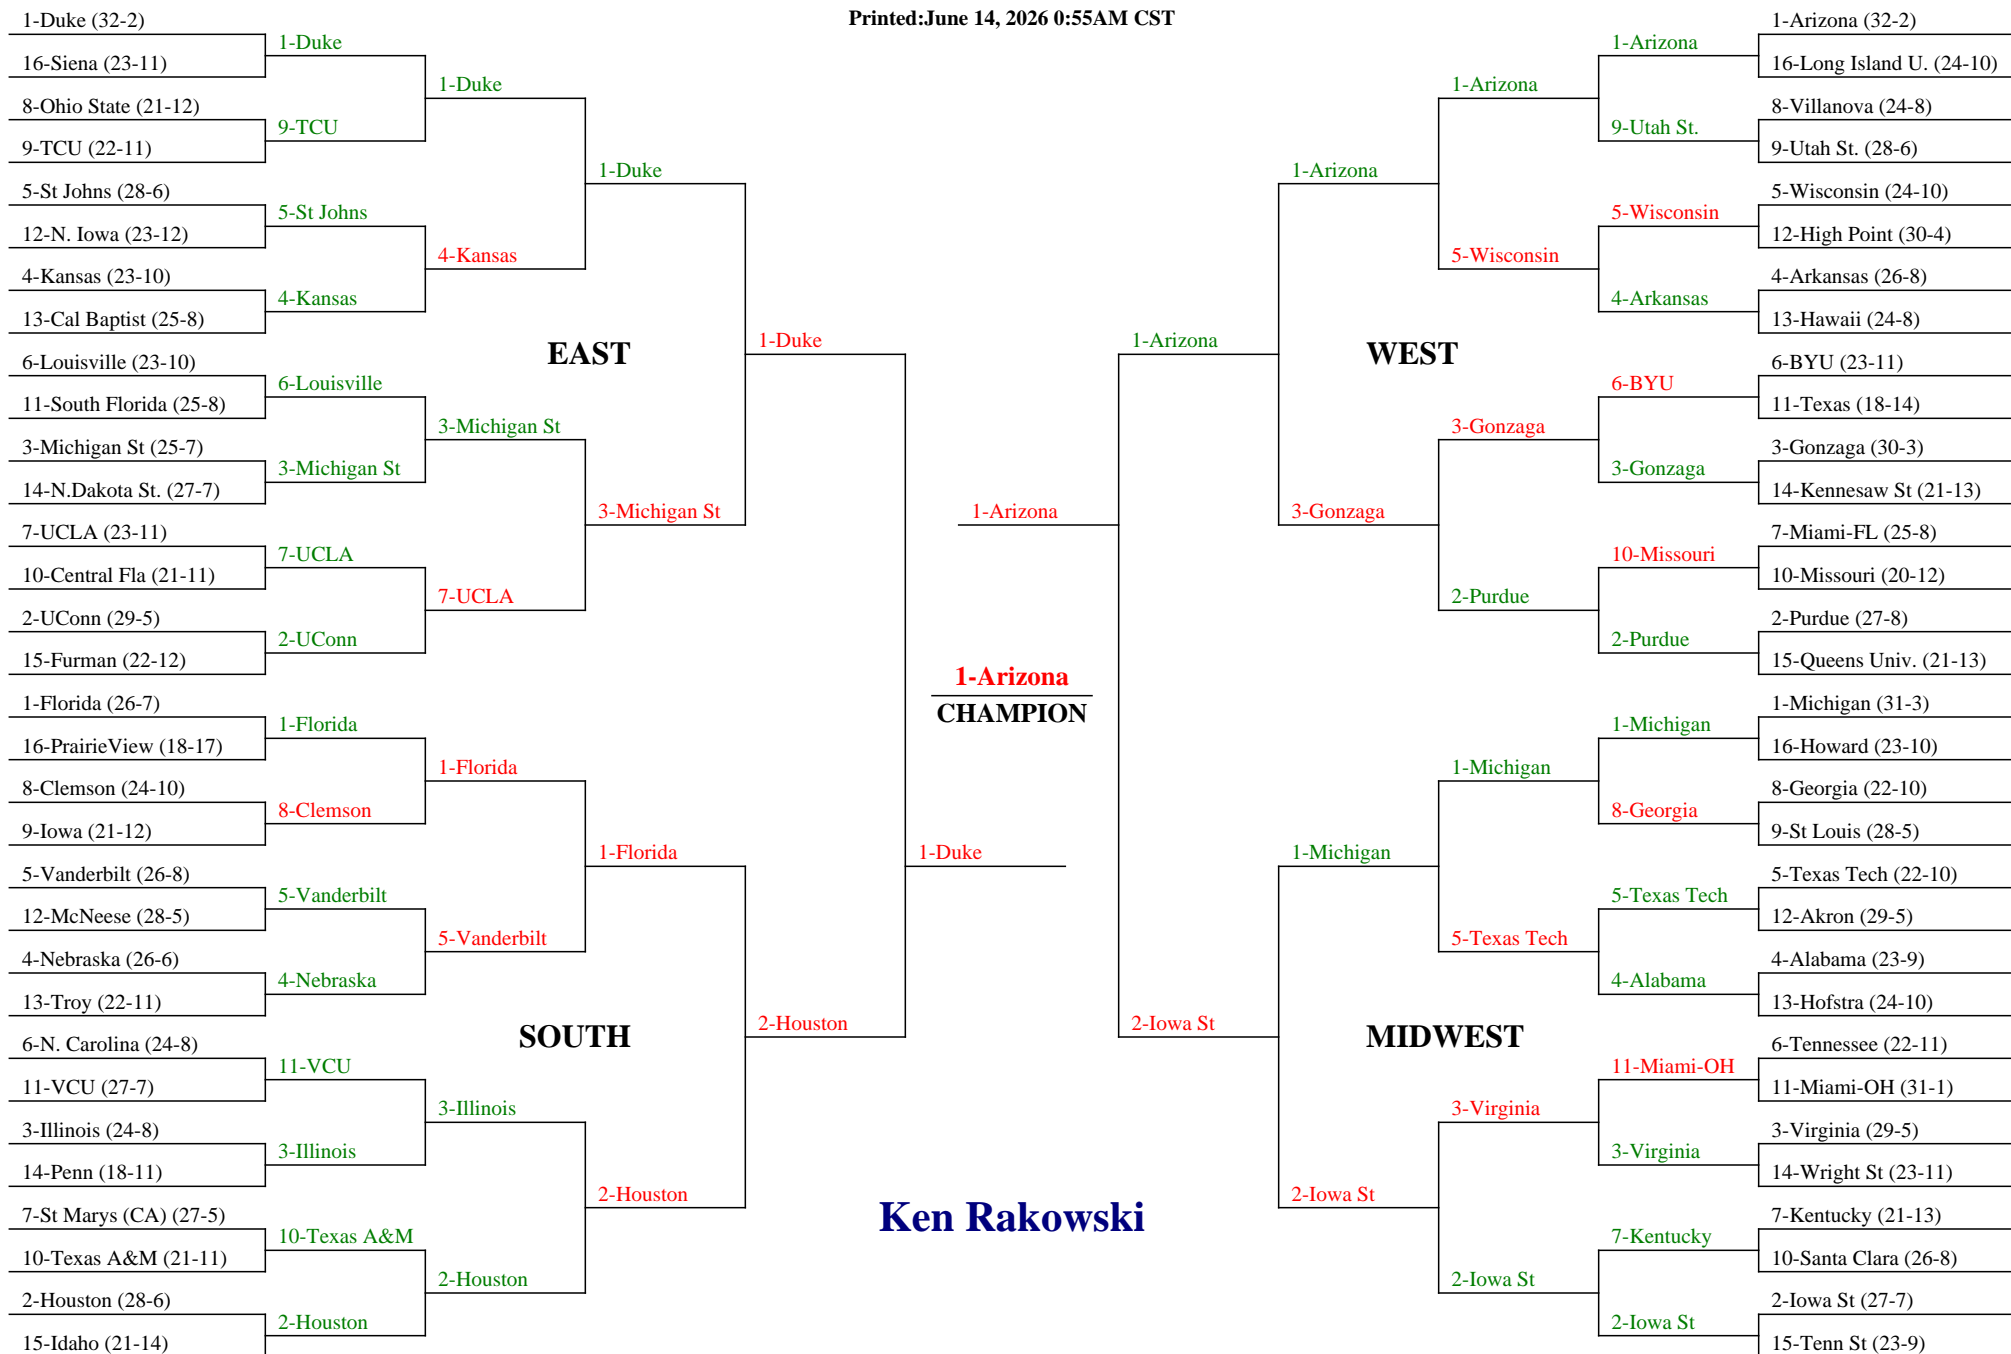 Printed:June 14, 2026 0:55AM CST
1-Duke (32-2)
16-Siena (23-11)
8-Ohio State (21-12)
9-TCU (22-11)
5-St Johns (28-6)
12-N. Iowa (23-12)
4-Kansas (23-10)
13-Cal Baptist (25-8)
6-Louisville (23-10)
11-South Florida (25-8)
3-Michigan St (25-7)
14-N.Dakota St. (27-7)
7-UCLA (23-11)
10-Central Fla (21-11)
2-UConn (29-5)
15-Furman (22-12)
1-Florida (26-7)
16-PrairieView (18-17)
8-Clemson (24-10)
9-Iowa (21-12)
5-Vanderbilt (26-8)
12-McNeese (28-5)
4-Nebraska (26-6)
13-Troy (22-11)
6-N. Carolina (24-8)
11-VCU (27-7)
3-Illinois (24-8)
14-Penn (18-11)
7-St Marys (CA) (27-5)
10-Texas A&M (21-11)
2-Houston (28-6)
15-Idaho (21-14)
1-Duke
9-TCU
5-St Johns
4-Kansas
6-Louisville
3-Michigan St
7-UCLA
2-UConn
1-Florida
8-Clemson
5-Vanderbilt
4-Nebraska
11-VCU
3-Illinois
10-Texas A&M
2-Houston
1-Duke
4-Kansas
3-Michigan St
7-UCLA
1-Florida
5-Vanderbilt
3-Illinois
2-Houston
1-Duke
3-Michigan St
1-Florida
2-Houston
EAST
SOUTH
1-Duke
2-Houston
1-Duke
1-Arizona
1-Arizona
CHAMPION
Ken Rakowski
1-Arizona
2-Iowa St
WEST
MIDWEST
1-Arizona
3-Gonzaga
1-Michigan
2-Iowa St
1-Arizona
5-Wisconsin
3-Gonzaga
2-Purdue
1-Michigan
5-Texas Tech
3-Virginia
2-Iowa St
1-Arizona
9-Utah St.
5-Wisconsin
4-Arkansas
6-BYU
3-Gonzaga
10-Missouri
2-Purdue
1-Michigan
8-Georgia
5-Texas Tech
4-Alabama
11-Miami-OH
3-Virginia
7-Kentucky
2-Iowa St
1-Arizona (32-2)
16-Long Island U. (24-10)
8-Villanova (24-8)
9-Utah St. (28-6)
5-Wisconsin (24-10)
12-High Point (30-4)
4-Arkansas (26-8)
13-Hawaii (24-8)
6-BYU (23-11)
11-Texas (18-14)
3-Gonzaga (30-3)
14-Kennesaw St (21-13)
7-Miami-FL (25-8)
10-Missouri (20-12)
2-Purdue (27-8)
15-Queens Univ. (21-13)
1-Michigan (31-3)
16-Howard (23-10)
8-Georgia (22-10)
9-St Louis (28-5)
5-Texas Tech (22-10)
12-Akron (29-5)
4-Alabama (23-9)
13-Hofstra (24-10)
6-Tennessee (22-11)
11-Miami-OH (31-1)
3-Virginia (29-5)
14-Wright St (23-11)
7-Kentucky (21-13)
10-Santa Clara (26-8)
2-Iowa St (27-7)
15-Tenn St (23-9)